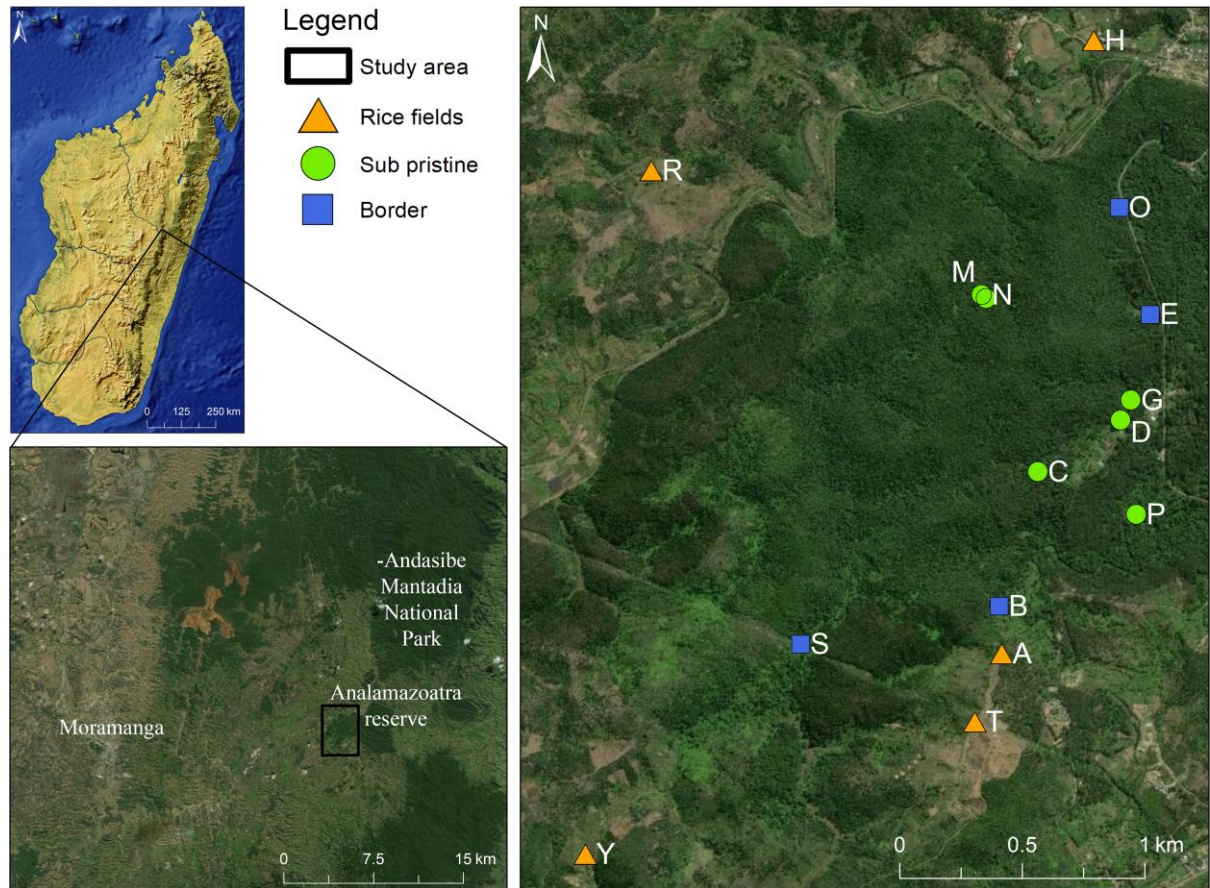 N
0 125 250 km
Legend
Study area
Rice fields
Sub pristine
Border
-Andasibe
Mantadia
National
Park
Analamazoatra
reserve
Moramanga
0 7.5 15 km
N
H
R
O
M
N
E
G
D
C
P
B
S
A
T
Y
0 0.5 1 km